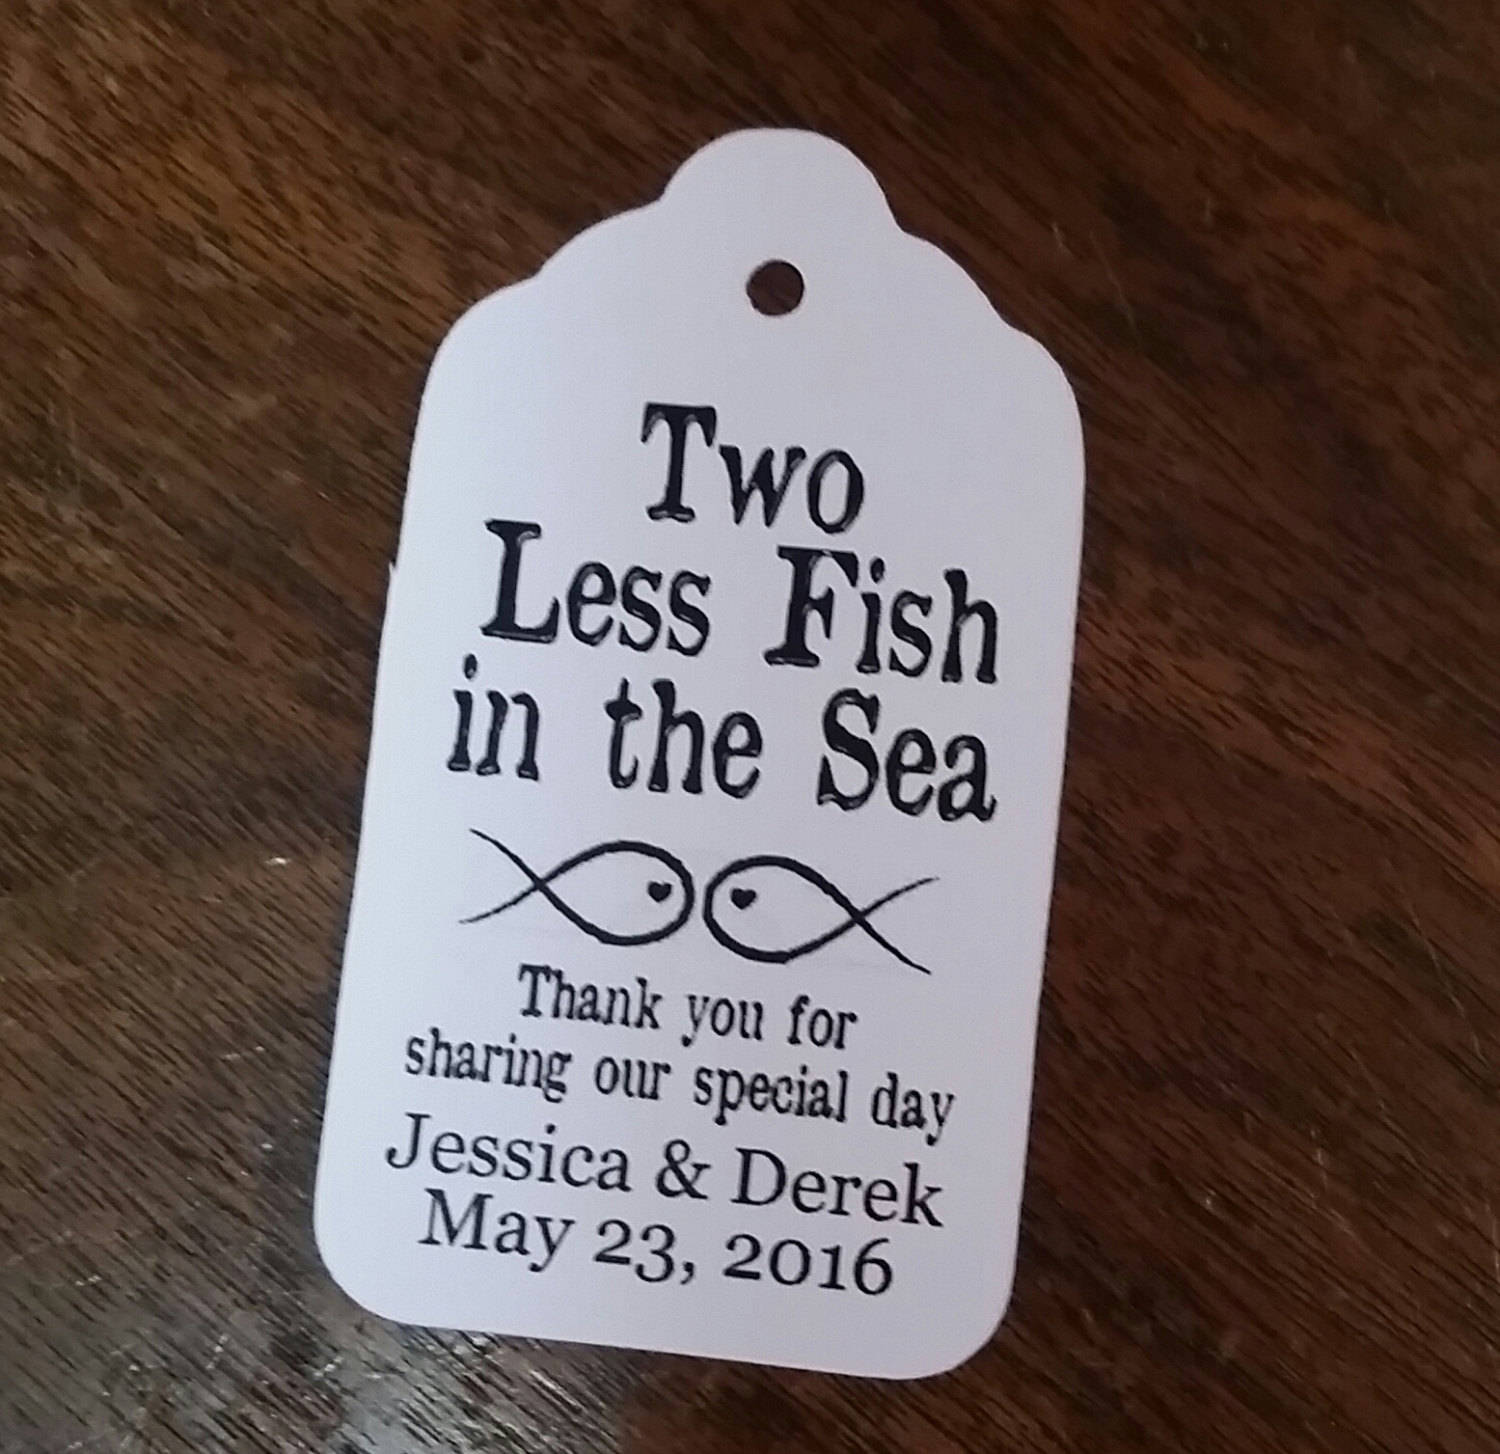 Two
Less Fish
in the Sea
Thank you for
sharing our special day
Jessica & Derek
May 23, 2016